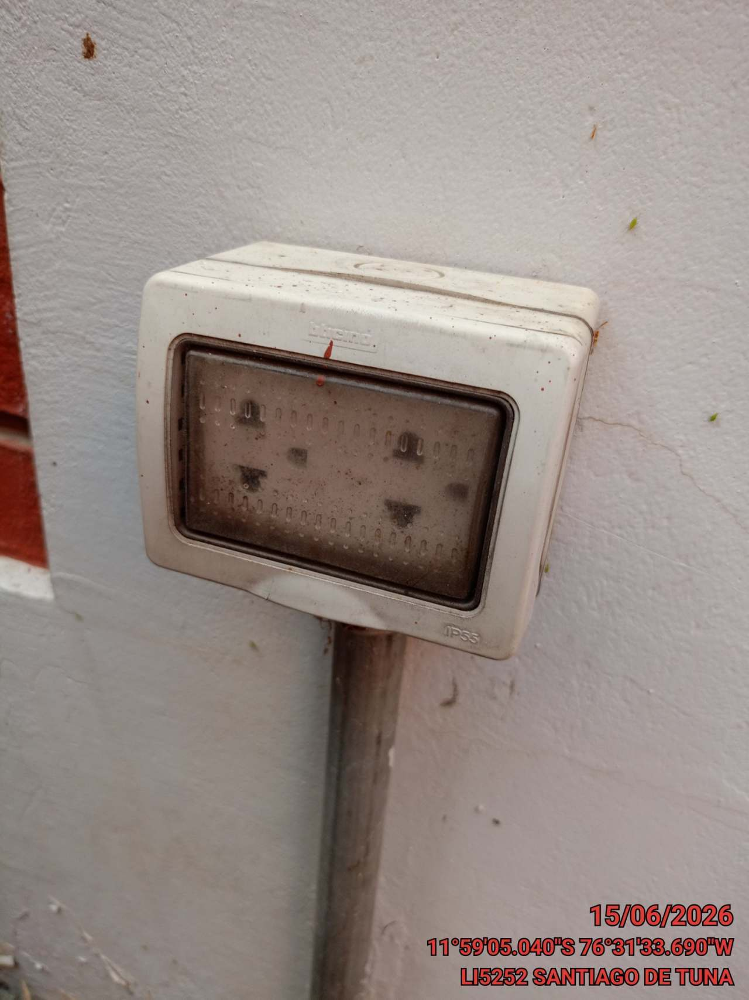 bticino
IP55
15/06/2026
11°59'05.040"S 76°31'33.690"W
LI5252 SANTIAGO DE TUNA